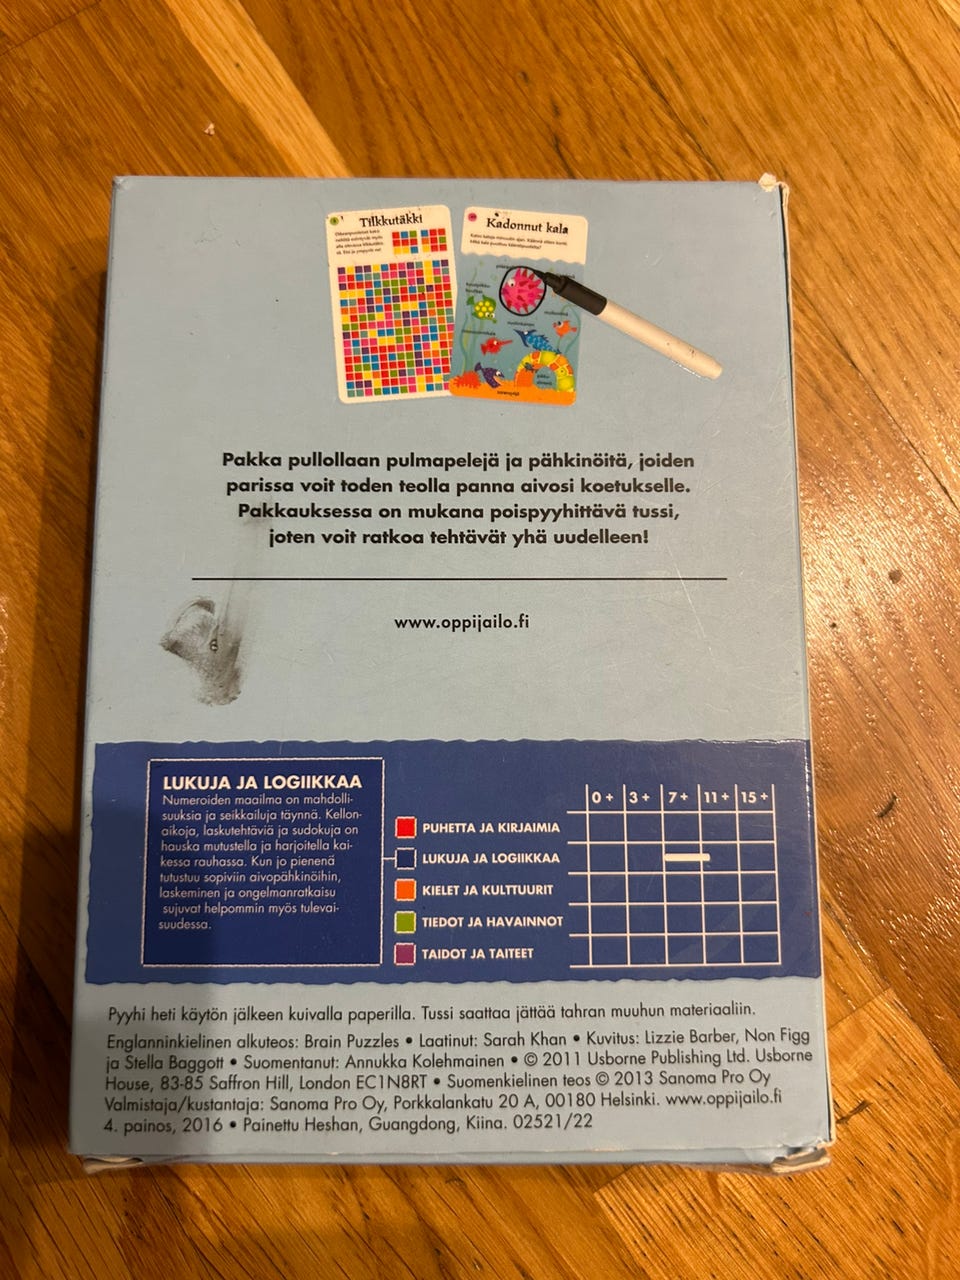 Tilkkutäkki
Kadonnut kala
Pakka pullollaan pulmapelejä ja pähkinöitä, joiden
parissa voit toden teolla panna aivosi koetukselle.
Pakkauksessa on mukana poispyyhittävä tussi,
joten voit ratkoa tehtävät yhä uudelleen!
www.oppijailo.fi
LUKUJA JA LOGIIKKAA
Numeroiden maailma on mahdolli-
suuksia ja seikkailuja täynnä. Kellon-
aikoja, laskutehtäviä ja sudokuja on
hauska mutustella ja harjoitella kai-
kessa rauhassa. Kun jo pienenä
tutustuu sopiviin aivopähkinöihin,
laskeminen ja ongelmanratkaisu
sujuvat helpommin myös tulevai-
suudessa.
0+ 3+ 7+ 11+ 15+
PUHETTA JA KIRJAIMIA
LUKUJA JA LOGIIKKAA
KIELET JA KULTTUURIT
TIEDOT JA HAVAINNOT
TAIDOT JA TAITEET
Pyyhi heti käytön jälkeen kuivalla paperilla. Tussi saattaa jättää tahran muuhun materiaaliin.
Englanninkielinen alkuteos: Brain Puzzles • Laatinut: Sarah Khan • Kuvitus: Lizzie Barber, Non Figg
ja Stella Baggott • Suomentanut: Annukka Kolehmainen • © 2011 Usborne Publishing Ltd. Usborne
House, 83-85 Saffron Hill, London EC1N8RT • Suomenkielinen teos © 2013 Sanoma Pro Oy
Valmistaja/kustantaja: Sanoma Pro Oy, Porkkalankatu 20 A, 00180 Helsinki. www.oppijailo.fi
4. painos, 2016 • Painettu Heshan, Guangdong, Kiina. 02521/22